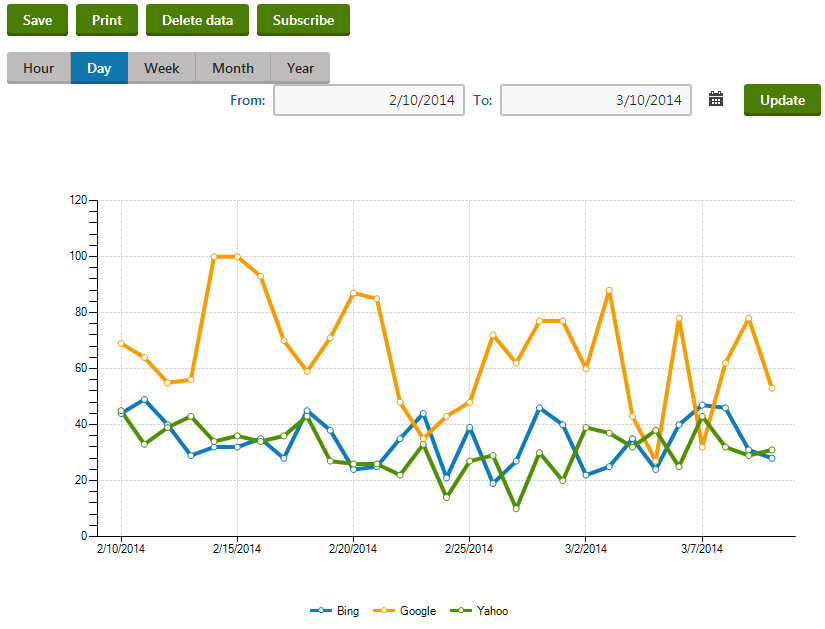 Save Print Delete data Subscribe
Hour Day Week Month Year
From: 2/10/2014 To: 3/10/2014 Update
120
100
80
60
40
20
0
2/10/2014 2/15/2014 2/20/2014 2/25/2014 3/2/2014 3/7/2014
Bing Google Yahoo